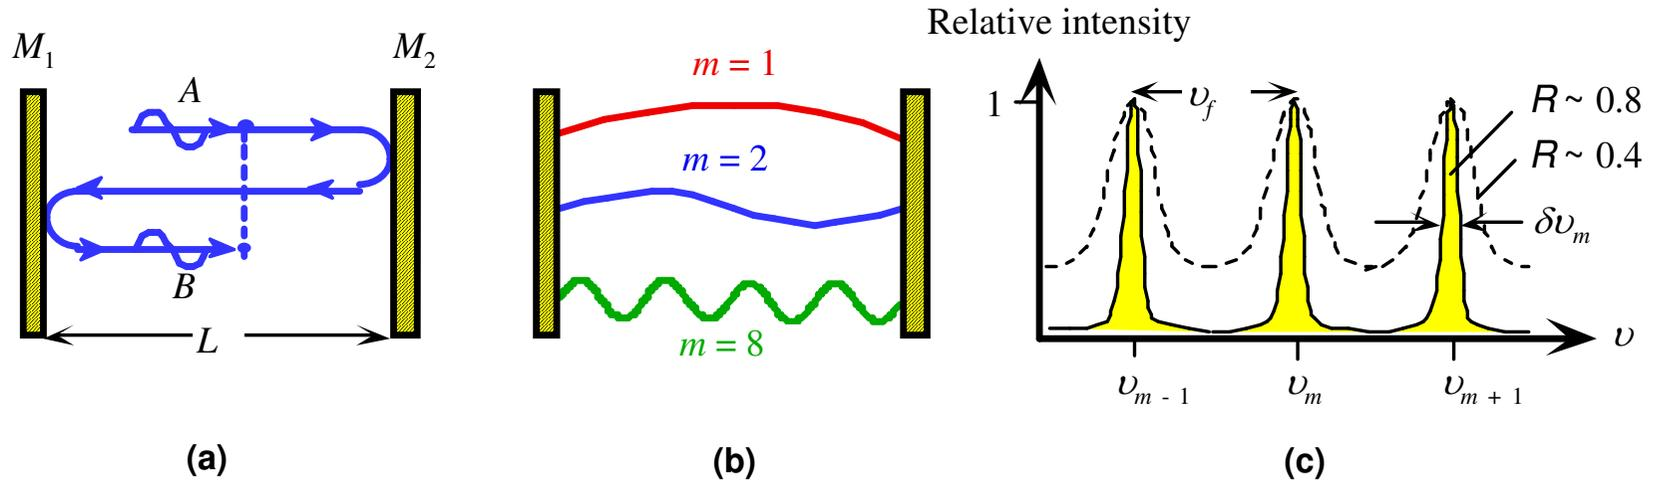 M₁
M₂
A
B
L
(a)
m = 1
m = 2
m = 8
(b)
Relative intensity
1
υf
R ~ 0.8
R ~ 0.4
δυm
υ
υm - 1
υm
υm + 1
(c)